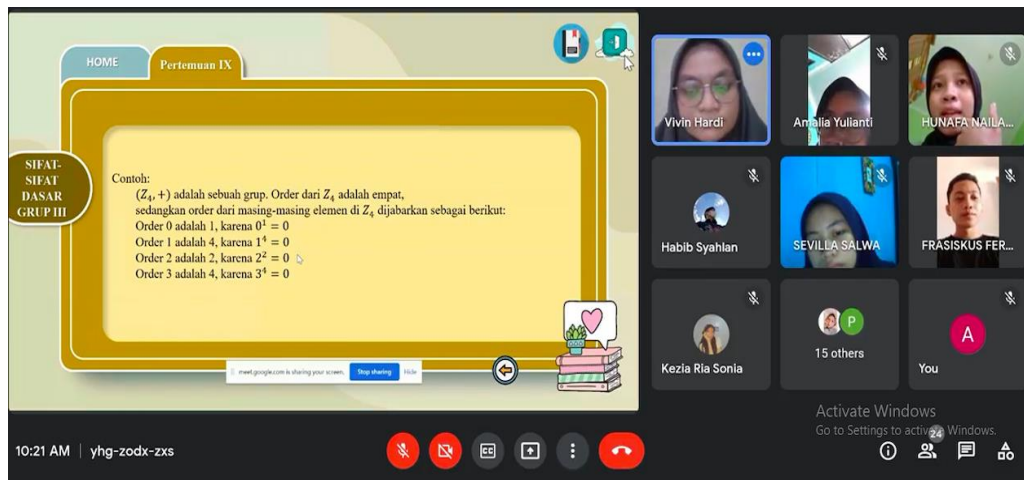 HOME
Pertemuan IX
SIFAT-
SIFAT
DASAR
GRUP III
Contoh:
(Z₄, +) adalah sebuah grup. Order dari Z₄ adalah empat,
sedangkan order dari masing-masing elemen di Z₄ dijabarkan sebagai berikut:
Order 0 adalah 1, karena 0¹ = 0
Order 1 adalah 4, karena 1⁴ = 0
Order 2 adalah 2, karena 2² = 0
Order 3 adalah 4, karena 3⁴ = 0
meet.google.com is sharing your screen.
Stop sharing
Hide
Vivin Hardi
Amalia Yulianti
HUNAFA NAILA...
Habib Syahlan
SEVILLA SALWA
FRASISKUS FER...
Kezia Ria Sonia
P
15 others
A
You
Activate Windows
Go to Settings to activate Windows.
24
10:21 AM | yhg-zodx-zxs
CC